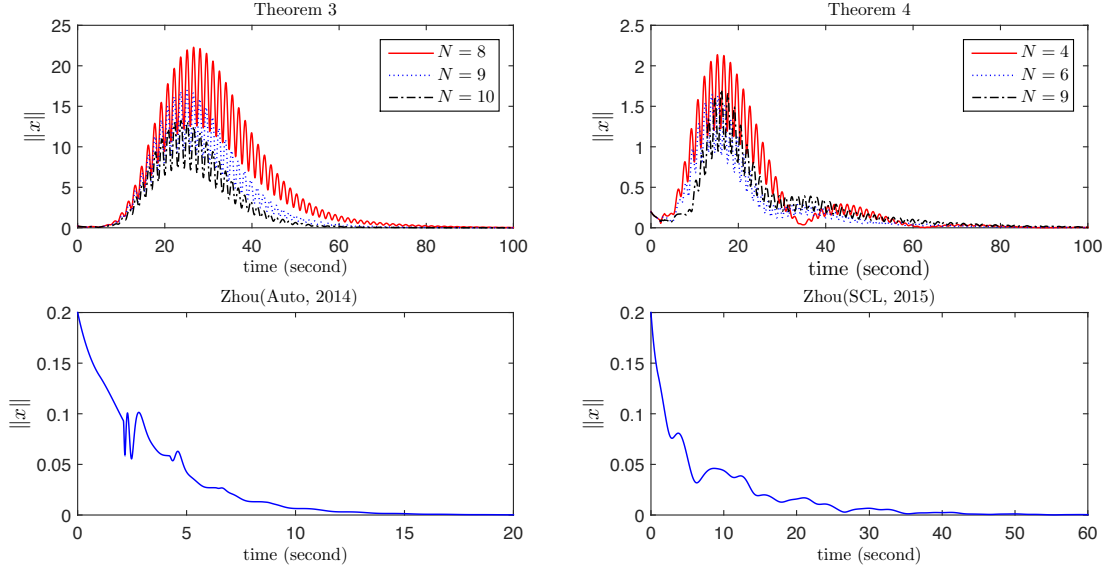 Theorem 3
||x||
25
20
15
10
5
0
N = 8
N = 9
N = 10
0 20 40 60 80 100
time (second)
Theorem 4
||x||
2.5
2
1.5
1
0.5
0
N = 4
N = 6
N = 9
0 20 40 60 80 100
time (second)
Zhou(Auto, 2014)
||x||
0.2
0.15
0.1
0.05
0
0 5 10 15 20
time (second)
Zhou(SCL, 2015)
||x||
0.2
0.15
0.1
0.05
0
0 10 20 30 40 50 60
time (second)